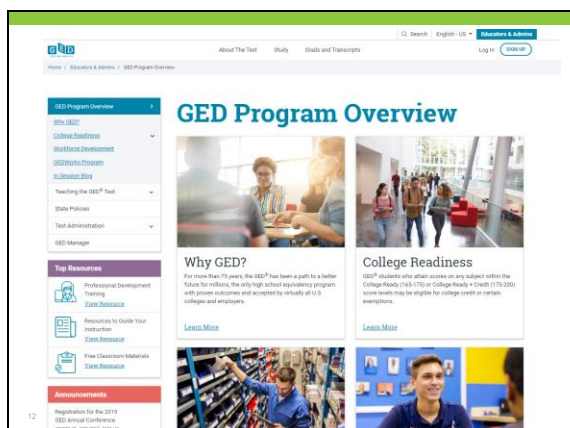 Search English - US Educators & Admins
GED
About The Test Study Grads and Transcripts Log In SIGN UP
Home / Educators & Admins / GED Program Overview
GED Program Overview
Why GED?
College Readiness
Workforce Development
GEDWorks Program
In Session Blog
Teaching the GED® Test
State Policies
Test Administration
GED Manager
Top Resources
Professional Development
Training
View Resource
Resources to Guide Your
Instruction
View Resource
Free Classroom Materials
View Resource
Announcements
Registration for the 2019
GED Annual Conference
GED Program Overview
Why GED?
For more than 75 years, the GED® has been a path to a better
future for millions, the only high school equivalency program
with proven outcomes and accepted by virtually all U.S.
colleges and employers.
Learn More
College Readiness
GED® students who attain scores on any subject within the
College Ready (165-175) or College Ready + Credit (175-200)
score levels may be eligible for college credit or certain
exemptions.
Learn More
12